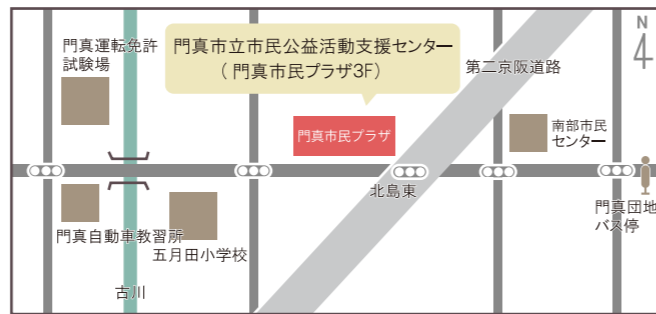 門真運転免許
試験場
門真市立市民公益活動支援センター
(門真市民プラザ3F)
第二京阪道路
N
門真市民プラザ
南部市民
センター
北島東
門真団地
バス停
門真自動車教習所
五月田小学校
古川